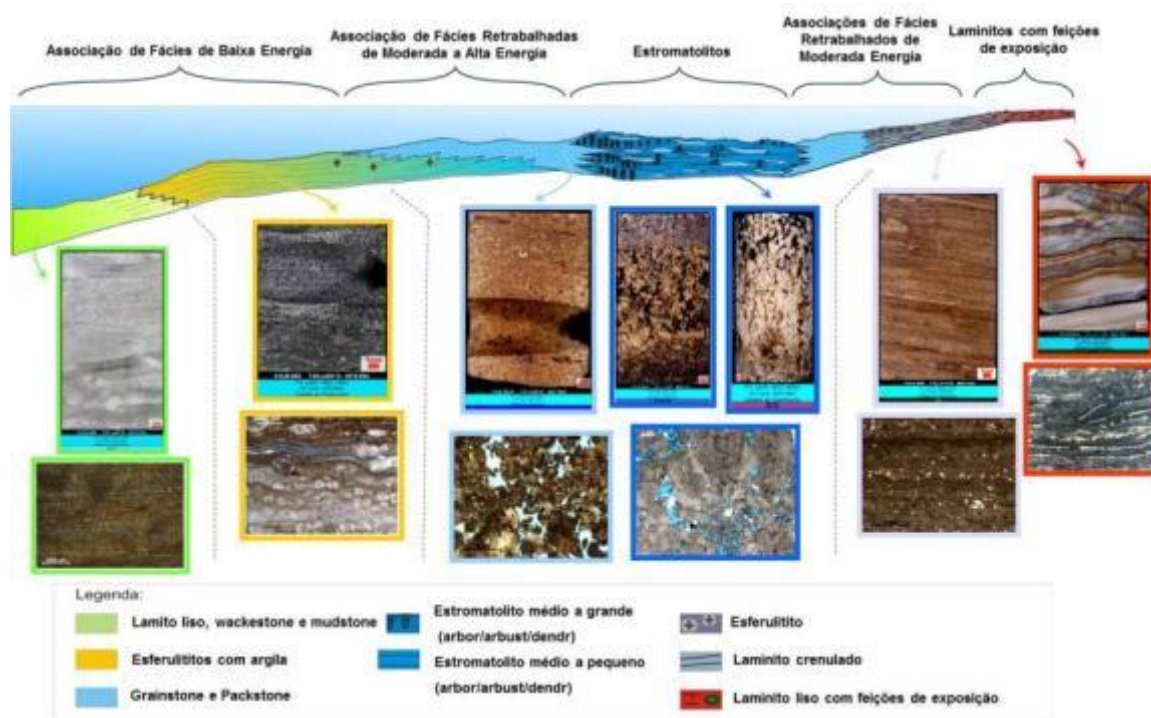 Associação de Fácies de Baixa Energia
Associação de Fácies Retrabalhadas
de Moderada a Alta Energia
Estromatolitos
Associações de Fácies
Retrabalhados de
Moderada Energia
Laminitos com feições
de exposição
Legenda:
Lamito liso, wackestone e mudstone
Esferulititos com argila
Grainstone e Packstone
Estromatolito médio a grande
(arbor/arbust/dendr)
Estromatolito médio a pequeno
(arbor/arbust/dendr)
Esferulitito
Laminito crenulado
Laminito liso com feições de exposição